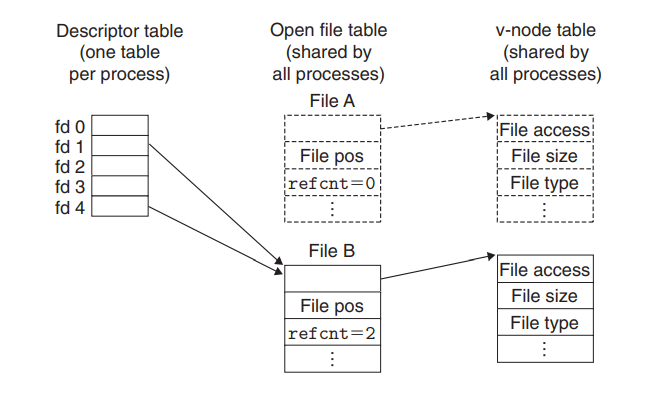 Descriptor table
(one table
per process)
Open file table
(shared by
all processes)
v-node table
(shared by
all processes)
fd 0
fd 1
fd 2
fd 3
fd 4
File A
File pos
refcnt=0
⋮
File access
File size
File type
⋮
File B
File pos
refcnt=2
⋮
File access
File size
File type
⋮